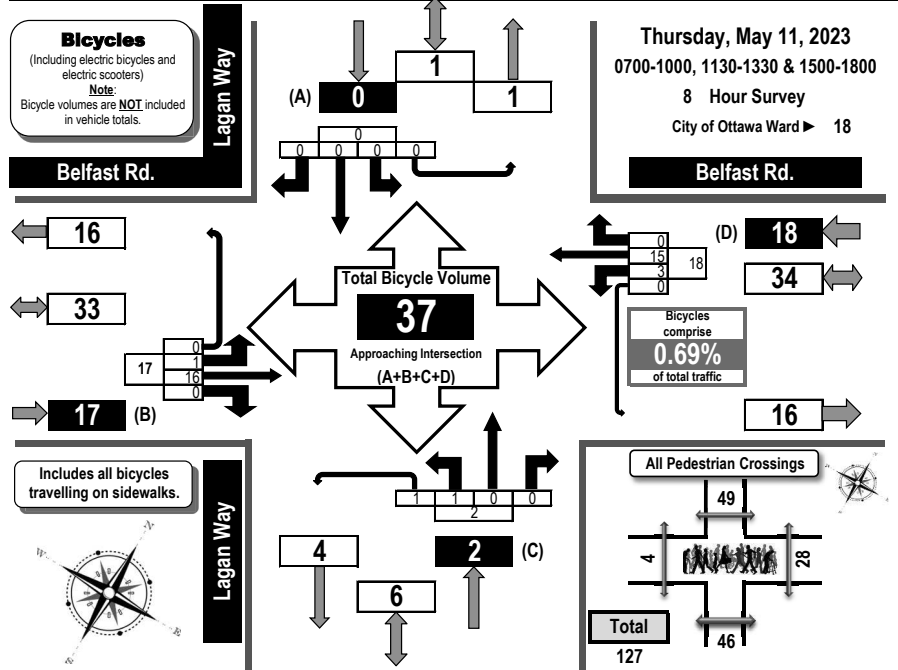 Bicycles
(Including electric bicycles and
electric scooters)
Note:
Bicycle volumes are NOT included
in vehicle totals.
Lagan Way
Belfast Rd.
1
(A)
0
1
0
0
0
0
0
Thursday, May 11, 2023
0700-1000, 1130-1330 & 1500-1800
8 Hour Survey
City of Ottawa Ward ► 18
Belfast Rd.
16
33
17
0
1
16
0
17
(B)
Total Bicycle Volume
37
Approaching Intersection
(A+B+C+D)
0
15
3
0
18
(D)
18
34
Bicycles
comprise
0.69%
of total traffic
16
Includes all bicycles
travelling on sidewalks.
N
W
E
S
Lagan Way
1
1
0
0
2
4
2
(C)
6
All Pedestrian Crossings
49
4
28
46
Total
127